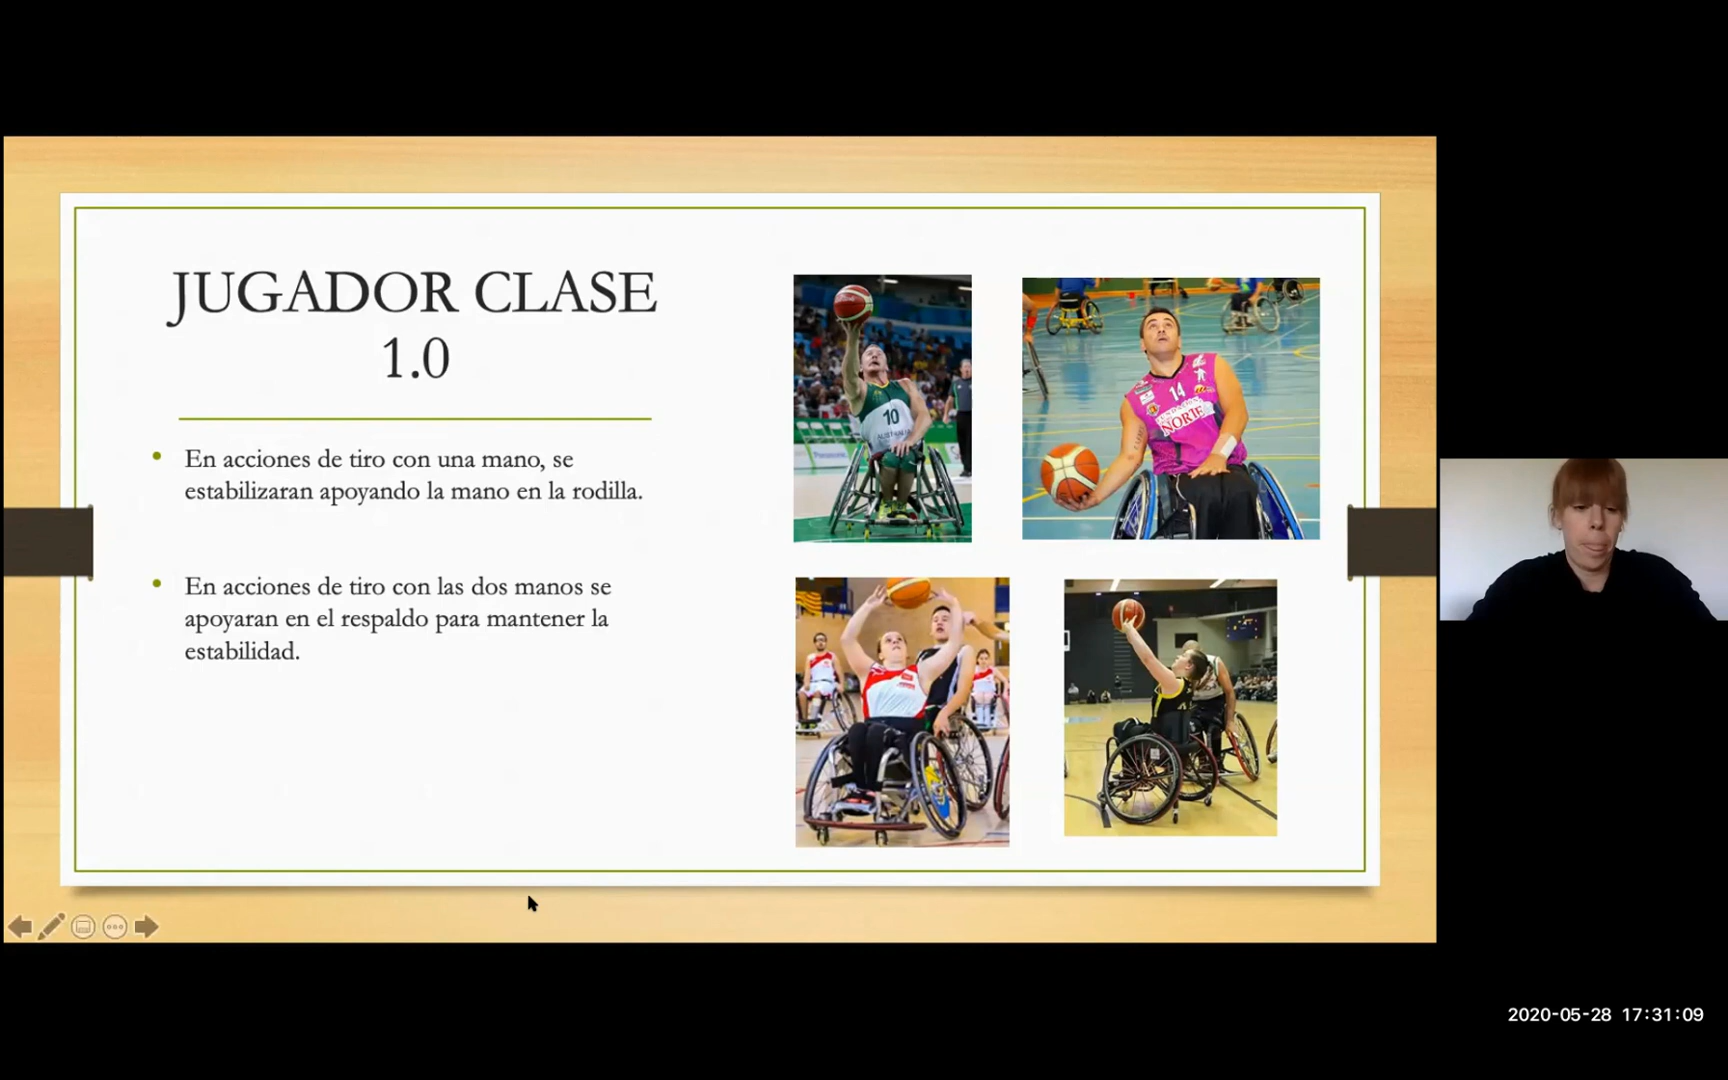 JUGADOR CLASE
1.0
En acciones de tiro con una mano, se
estabilizaran apoyando la mano en la rodilla.
En acciones de tiro con las dos manos se
apoyaran en el respaldo para mantener la
estabilidad.
10
14
NORTE
2020-05-28 17:31:09